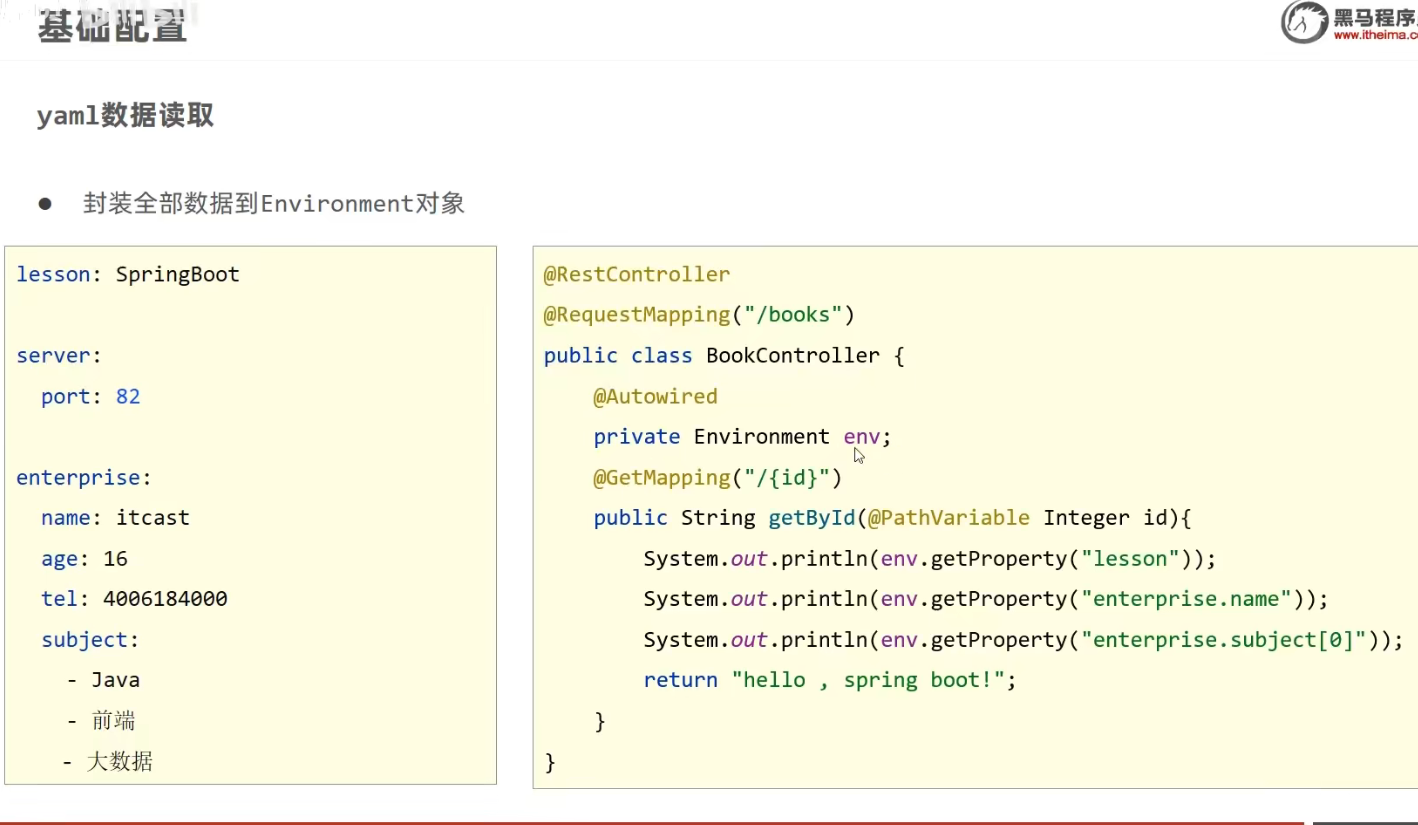 基础配置
黑马程序
www.itheima.c
yaml数据读取
● 封装全部数据到Environment对象
lesson: SpringBoot
server:
  port: 82
enterprise:
  name: itcast
  age: 16
  tel: 4006184000
  subject:
    - Java
    - 前端
    - 大数据
@RestController
@RequestMapping("/books")
public class BookController {
    @Autowired
    private Environment env;
    @GetMapping("/{id}")
    public String getById(@PathVariable Integer id){
        System.out.println(env.getProperty("lesson"));
        System.out.println(env.getProperty("enterprise.name"));
        System.out.println(env.getProperty("enterprise.subject[0]"));
        return "hello , spring boot!";
    }
}